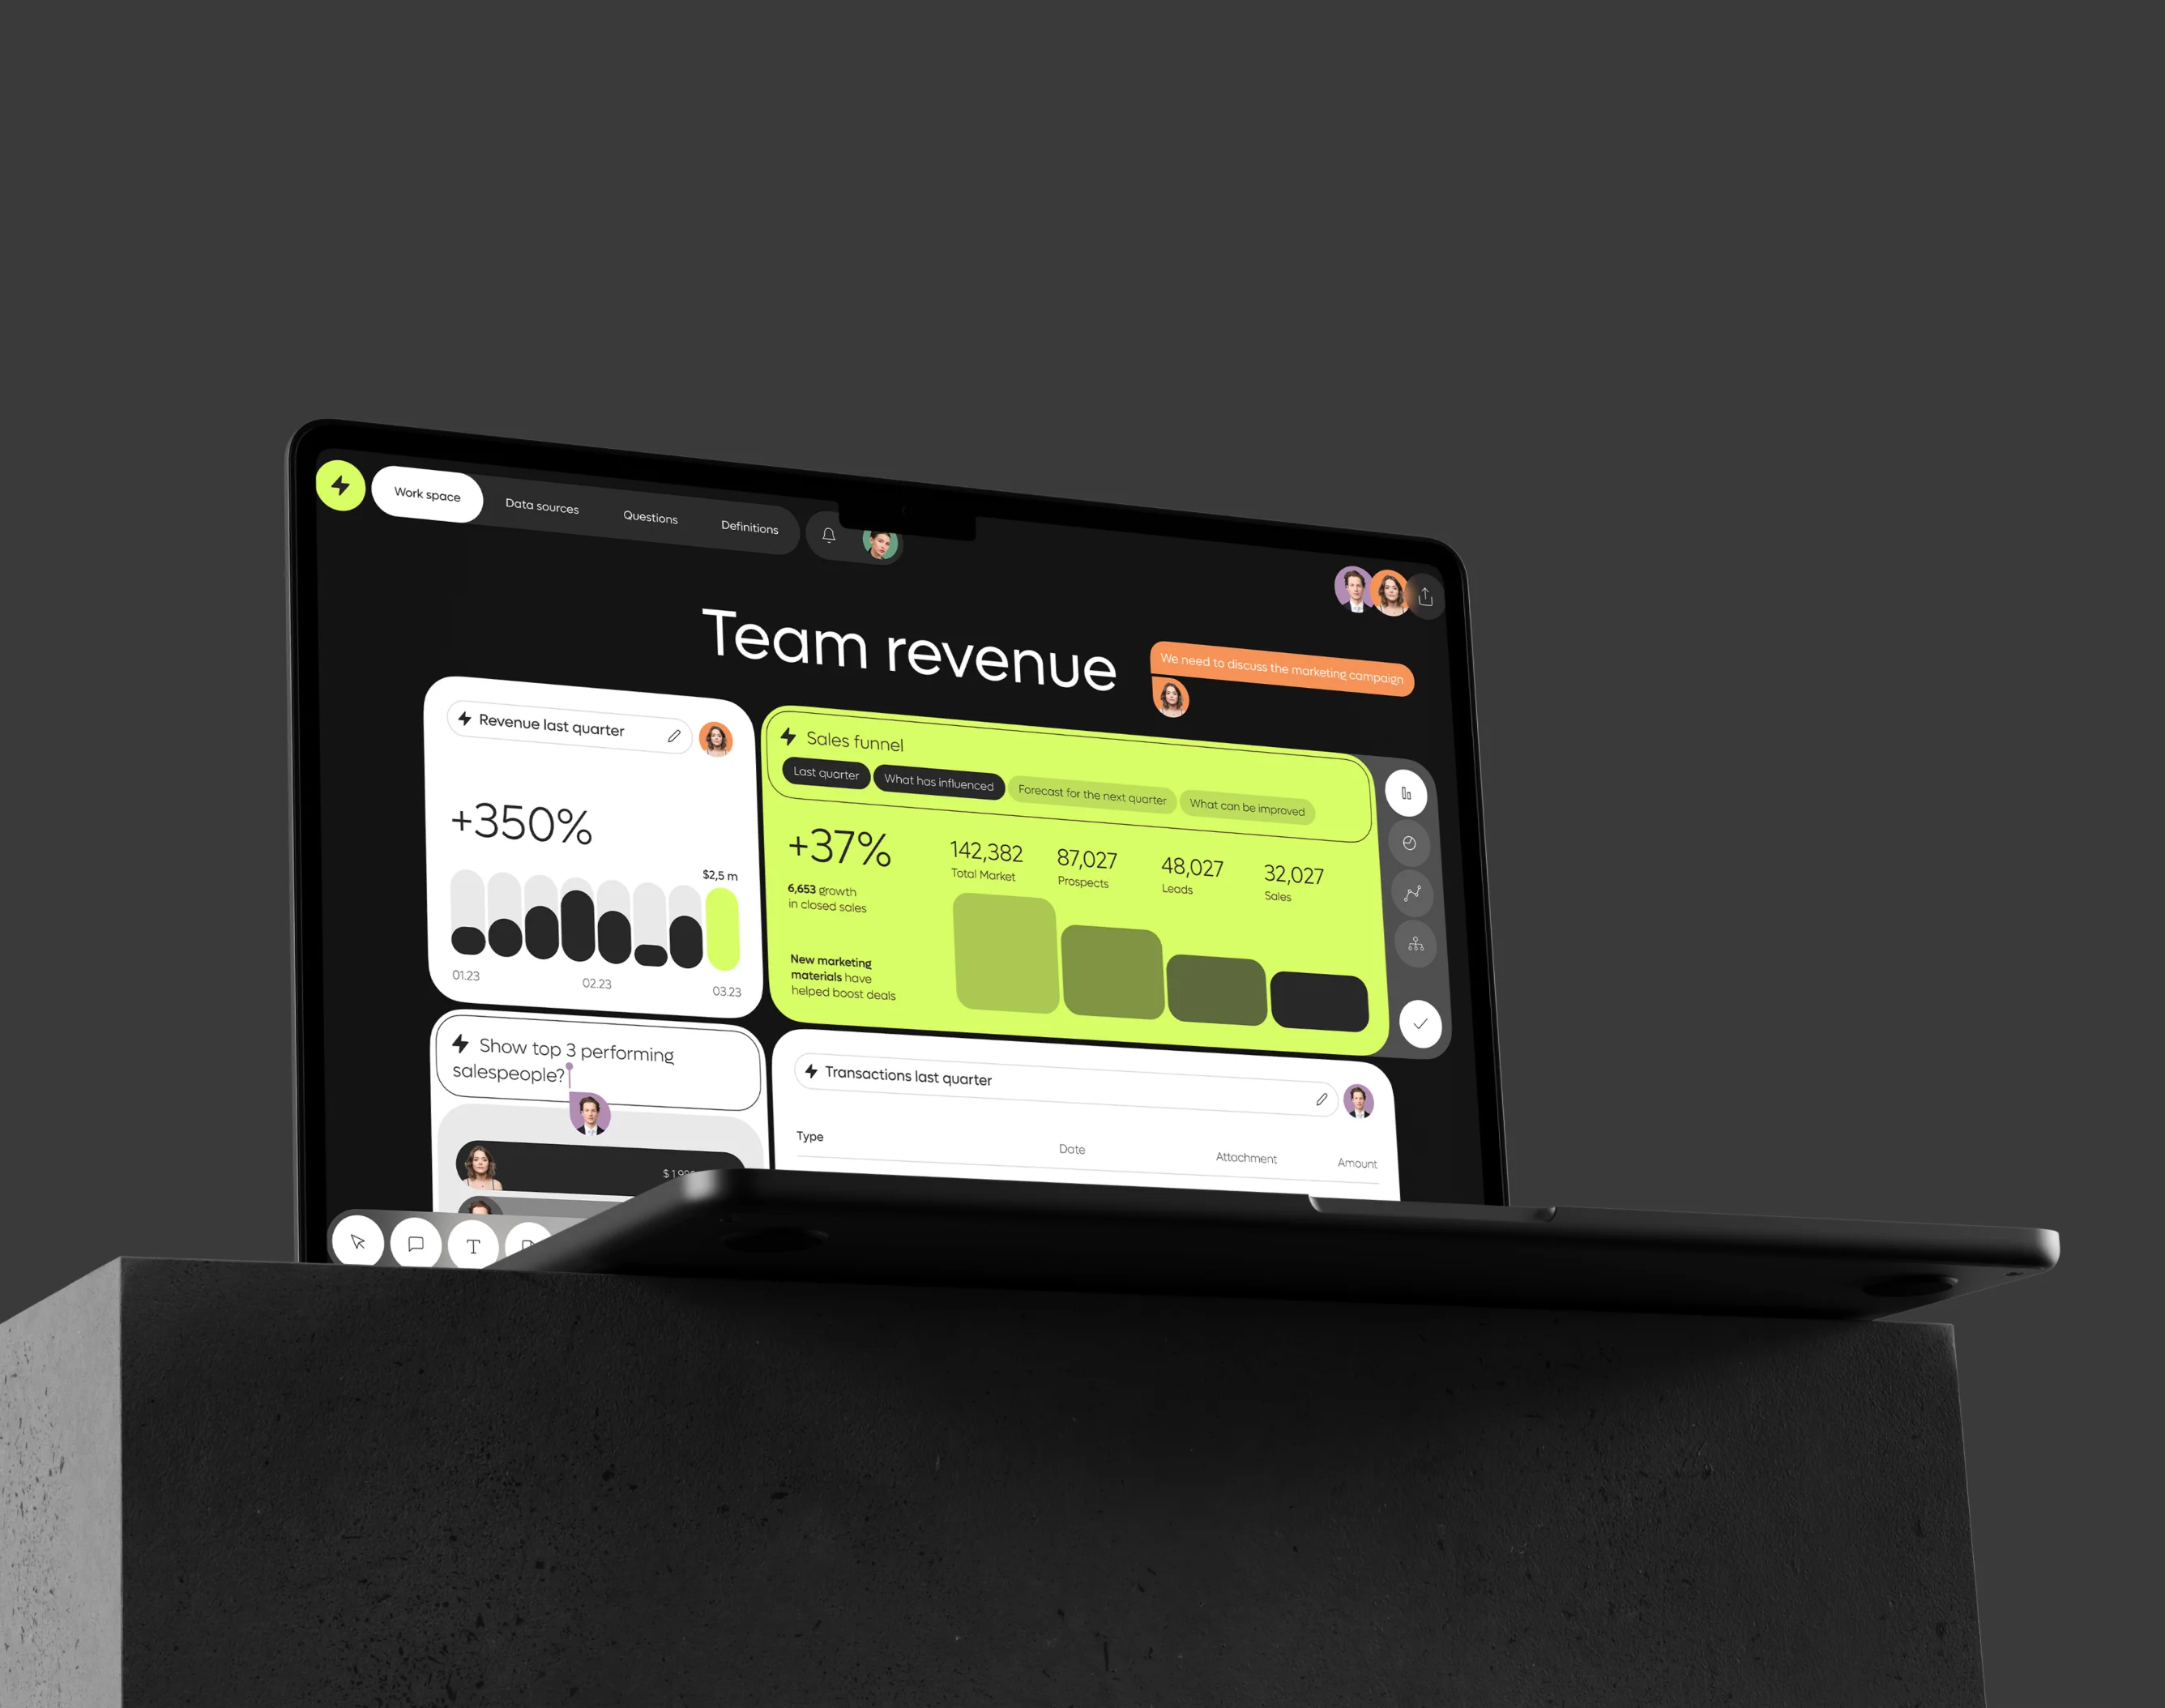 Work space
Data sources
Questions
Definitions
Team revenue
We need to discuss the marketing campaign
Revenue last quarter
+350%
$2,5 m
01.23
02.23
03.23
Sales funnel
Last quarter
What has influenced
Forecast for the next quarter
What can be improved
+37%
6,653 growth
in closed sales
New marketing
materials have
helped boost deals
142,382
Total Market
87,027
Prospects
48,027
Leads
32,027
Sales
Show top 3 performing
salespeople?
Transactions last quarter
Type
Date
Attachment
Amount
T